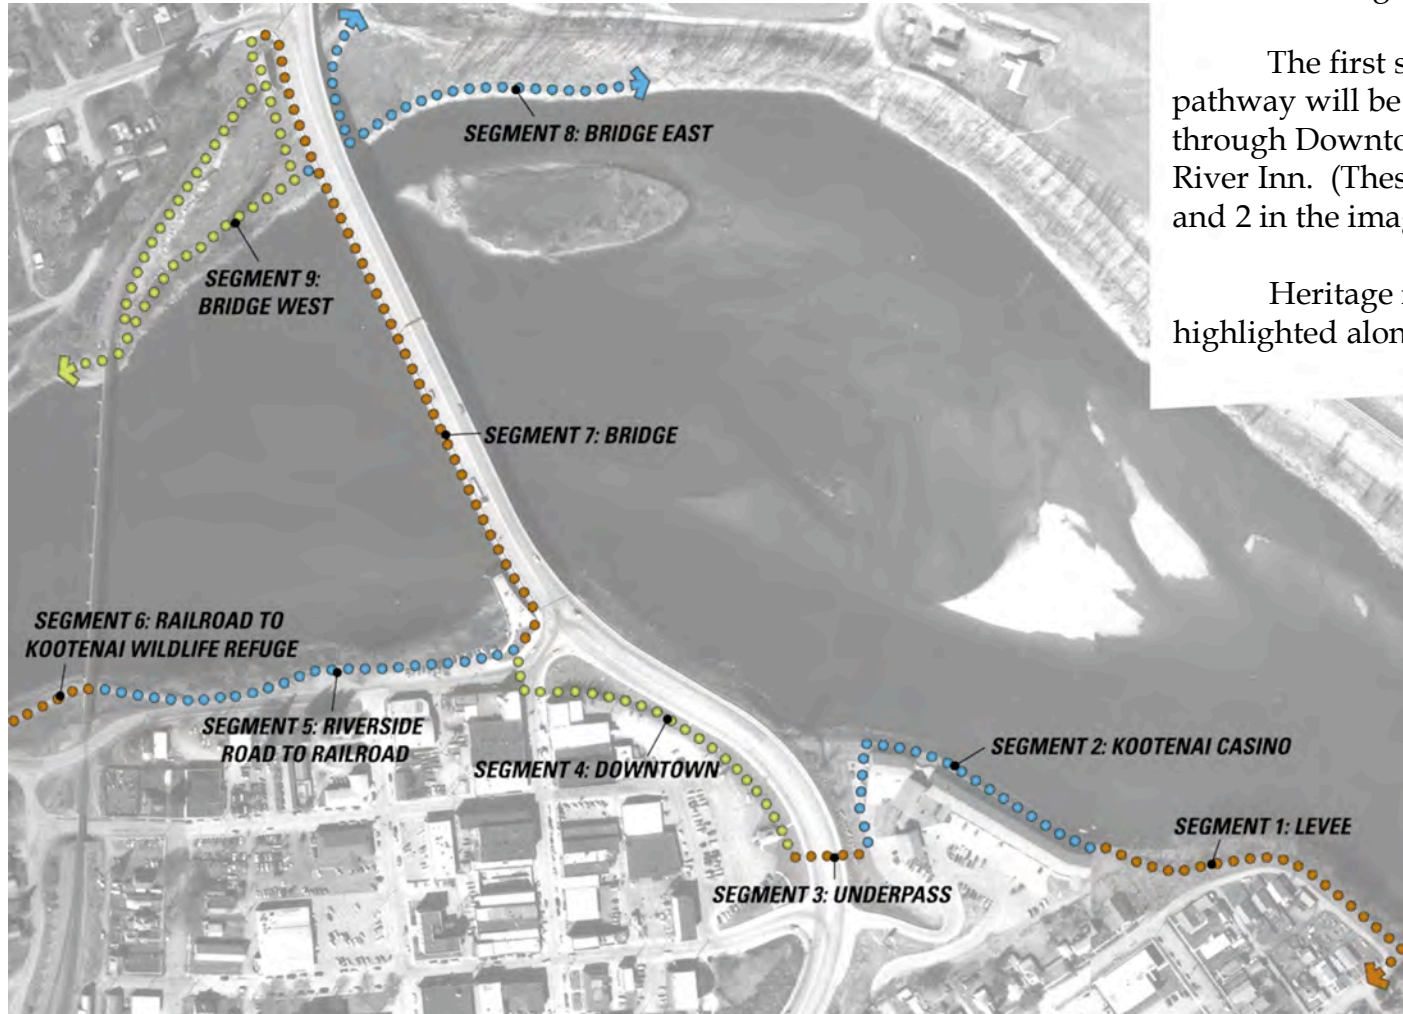 The first s
pathway will be
through Downto
River Inn. (Thes
and 2 in the imag
Heritage
highlighted alon
SEGMENT 8: BRIDGE EAST
SEGMENT 9:
BRIDGE WEST
SEGMENT 7: BRIDGE
SEGMENT 6: RAILROAD TO
KOOTENAI WILDLIFE REFUGE
SEGMENT 5: RIVERSIDE
ROAD TO RAILROAD
SEGMENT 4: DOWNTOWN
SEGMENT 2: KOOTENAI CASINO
SEGMENT 1: LEVEE
SEGMENT 3: UNDERPASS